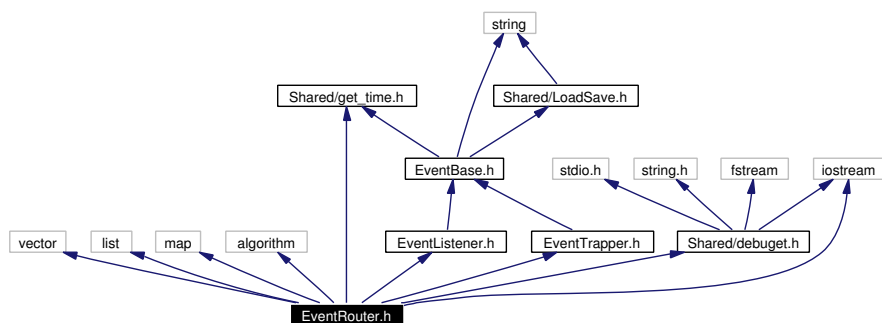 string
Shared/get_time.h
Shared/LoadSave.h
EventBase.h
stdio.h
string.h
fstream
iostream
vector
list
map
algorithm
EventListener.h
EventTrapper.h
Shared/debuget.h
EventRouter.h